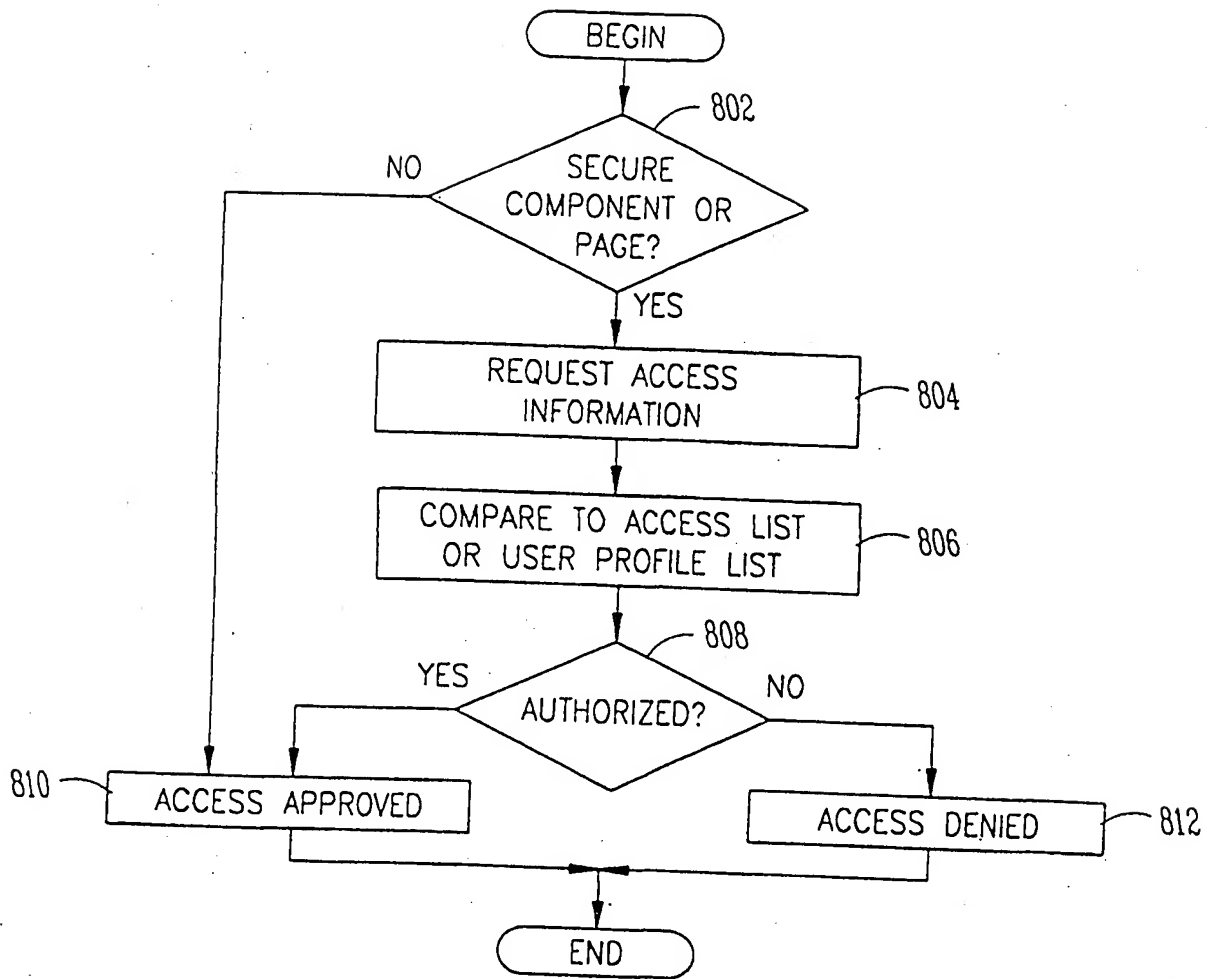 BEGIN
802
SECURE
COMPONENT OR
PAGE?
NO
YES
REQUEST ACCESS
INFORMATION
804
COMPARE TO ACCESS LIST
OR USER PROFILE LIST
806
808
AUTHORIZED?
YES
NO
810
ACCESS APPROVED
ACCESS DENIED
812
END